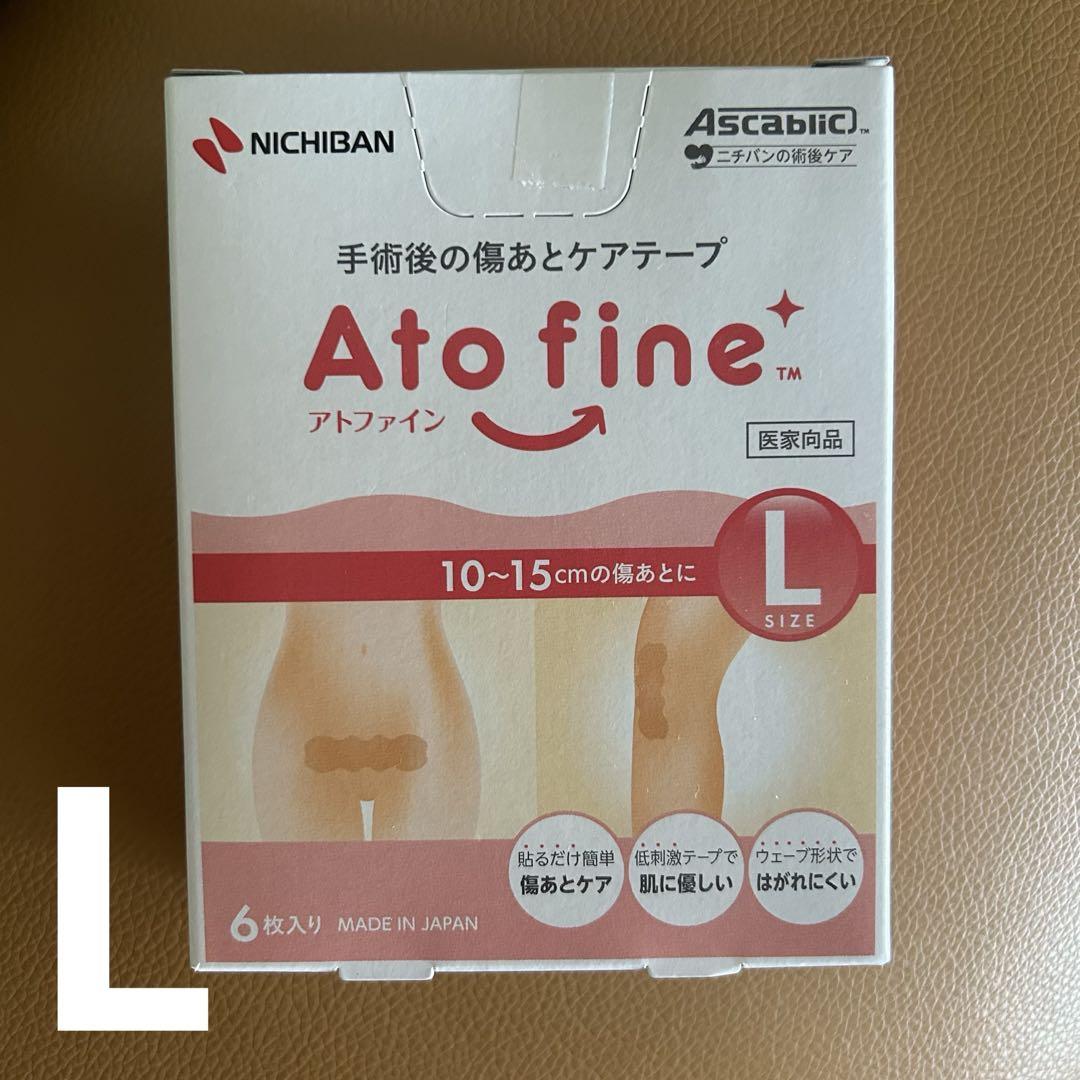 NICHIBAN
Ascablic™
ニチバンの術後ケア
手術後の傷あとケアテープ
Ato fine™
アトファイン
医家向品
L
SIZE
10〜15cmの傷あとに
貼るだけ簡単
傷あとケア
低刺激テープで
肌に優しい
ウェーブ形状で
はがれにくい
6枚入り MADE IN JAPAN
L